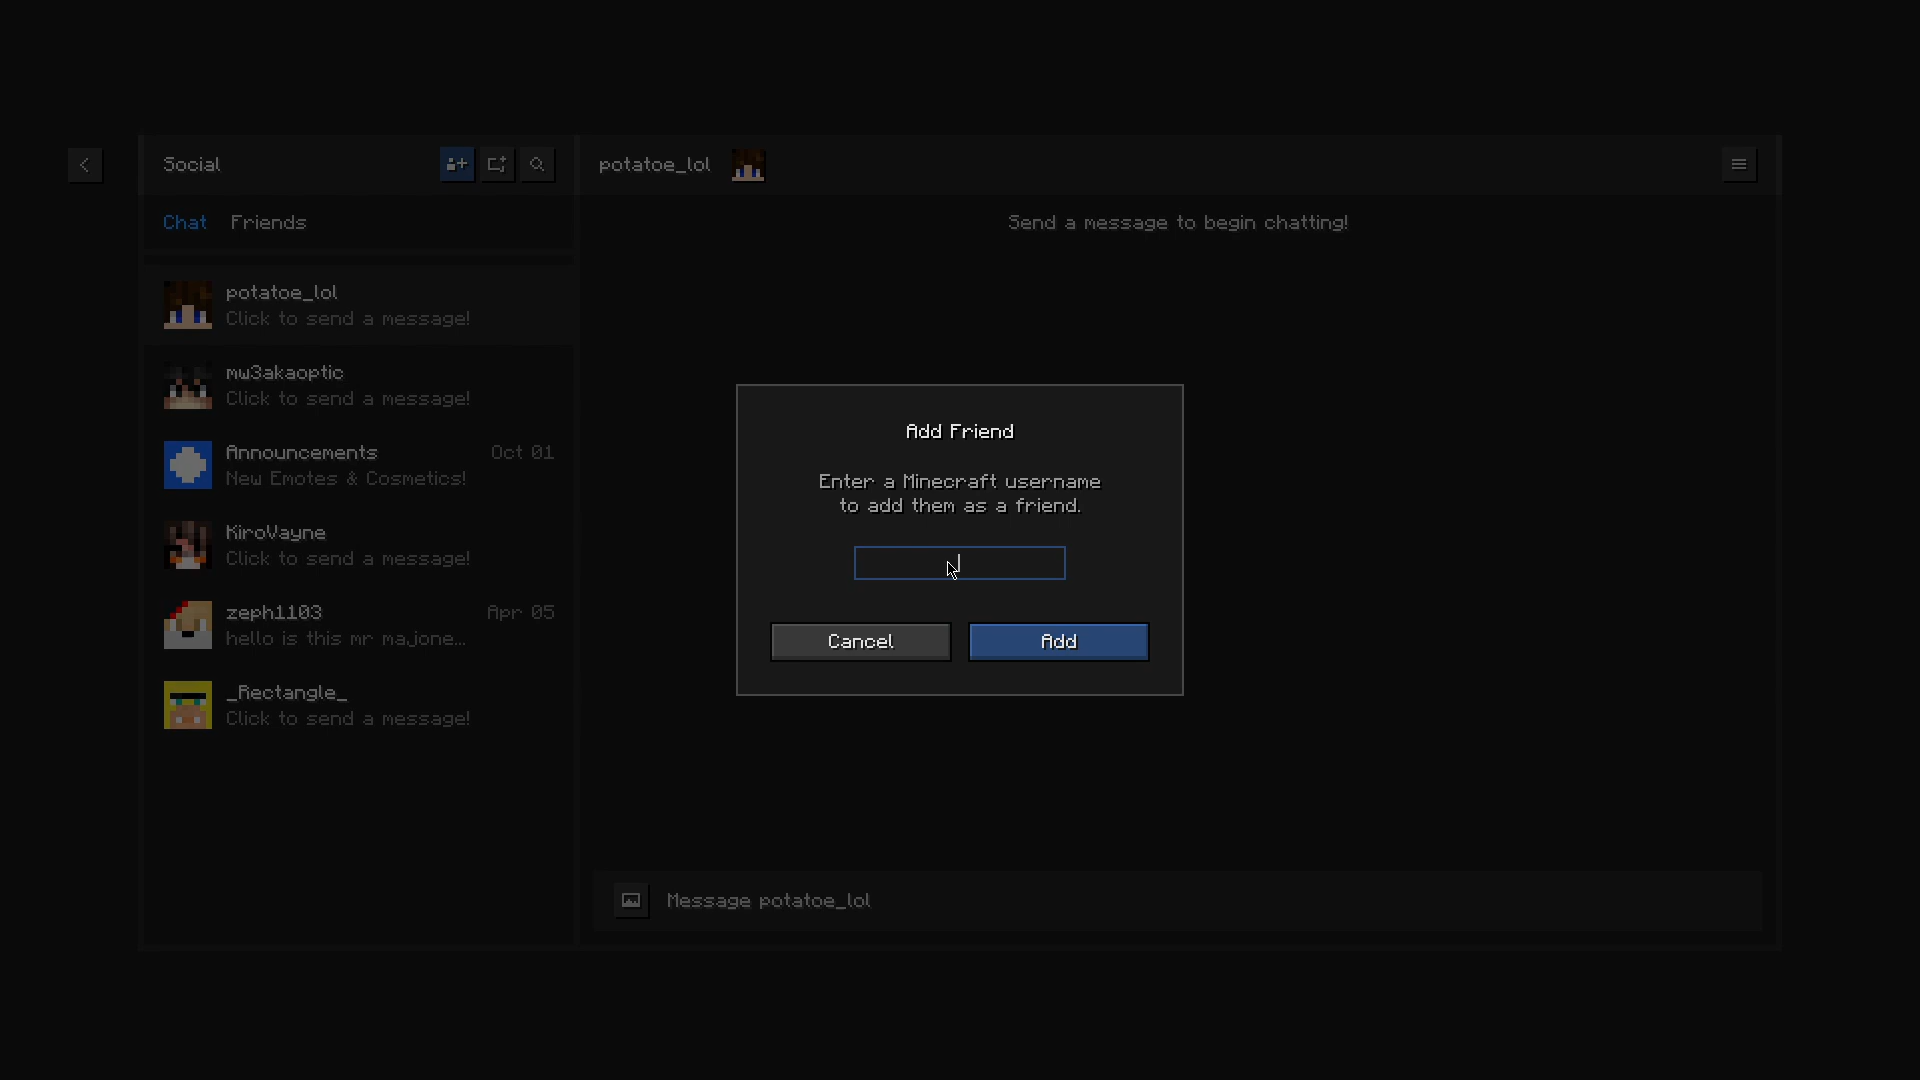 Social
potatoe_lol
Chat
Friends
Send a message to begin chatting!
potatoe_lol
Click to send a message!
mw3akaoptic
Click to send a message!
Announcements
Oct 01
New Emotes & Cosmetics!
KiroVayne
Click to send a message!
zeph1103
Apr 05
hello is this mr majone...
_Rectangle_
Click to send a message!
Add Friend
Enter a Minecraft username
to add them as a friend.
Cancel
Add
Message potatoe_lol